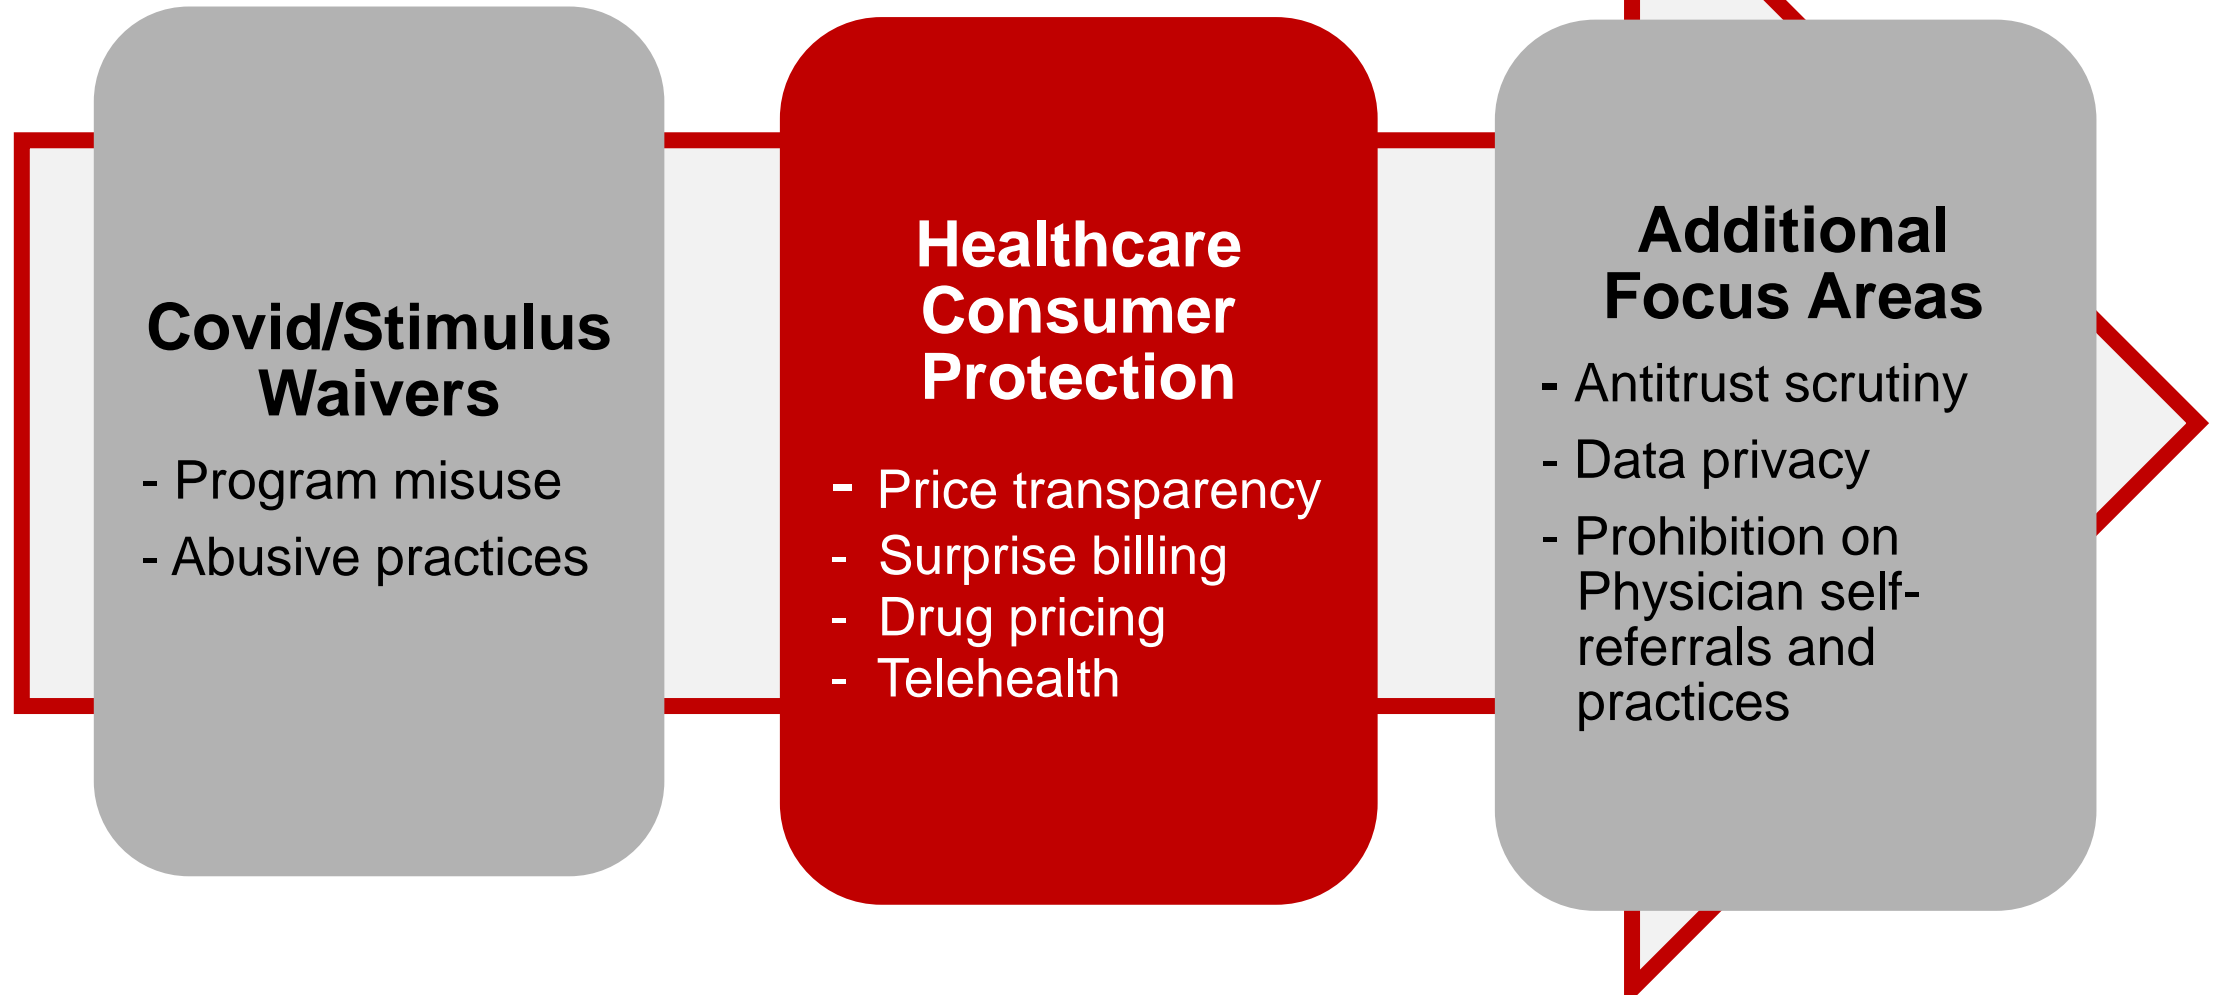 Covid/Stimulus
Waivers
- Program misuse
- Abusive practices
Healthcare
Consumer
Protection
- Price transparency
- Surprise billing
- Drug pricing
- Telehealth
Additional
Focus Areas
- Antitrust scrutiny
- Data privacy
- Prohibition on
Physician self-
referrals and
practices